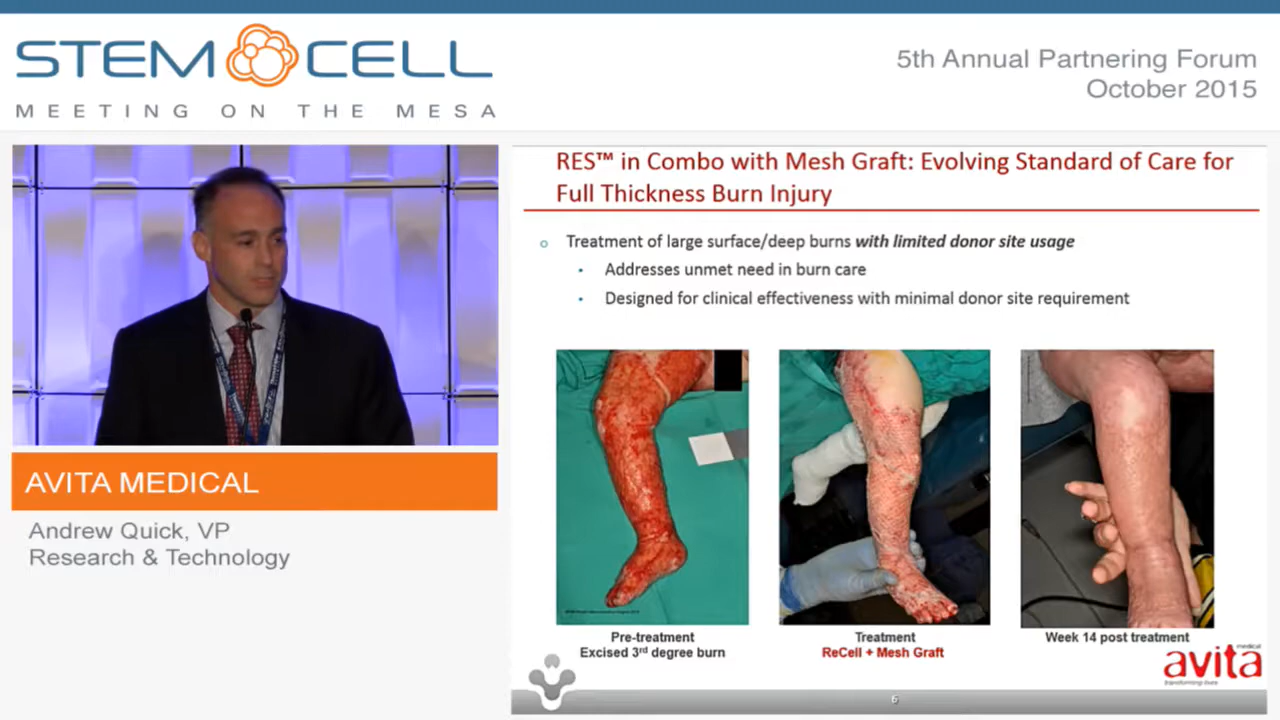 STEM CELL
MEETING ON THE MESA
5th Annual Partnering Forum
October 2015
RES™ in Combo with Mesh Graft: Evolving Standard of Care for
Full Thickness Burn Injury
Treatment of large surface/deep burns with limited donor site usage
Addresses unmet need in burn care
Designed for clinical effectiveness with minimal donor site requirement
Pre-treatment
Excised 3rd degree burn
Treatment
ReCell + Mesh Graft
Week 14 post treatment
avita
medical
6
AVITA MEDICAL
Andrew Quick, VP
Research & Technology